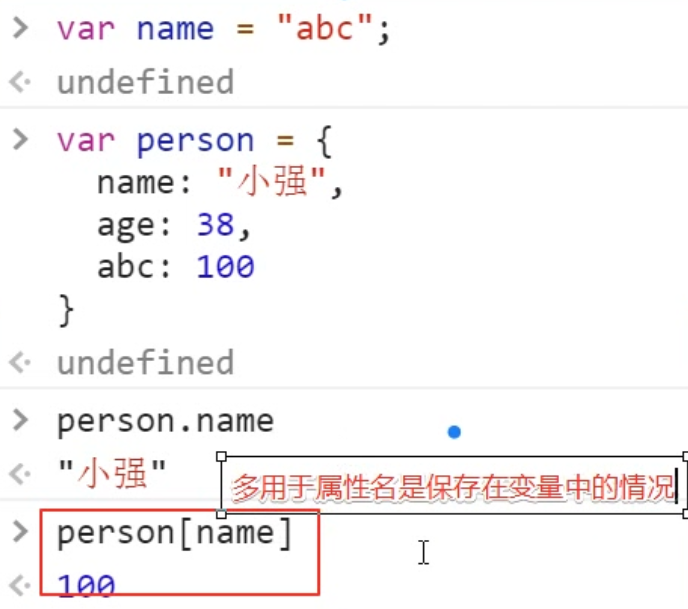 > var name = "abc";
<· undefined
> var person = {
name: "小强",
age: 38,
abc: 100
}
<· undefined
> person.name
<· "小强"
多用于属性名是保存在变量中的情况
> person[name]
<· 100